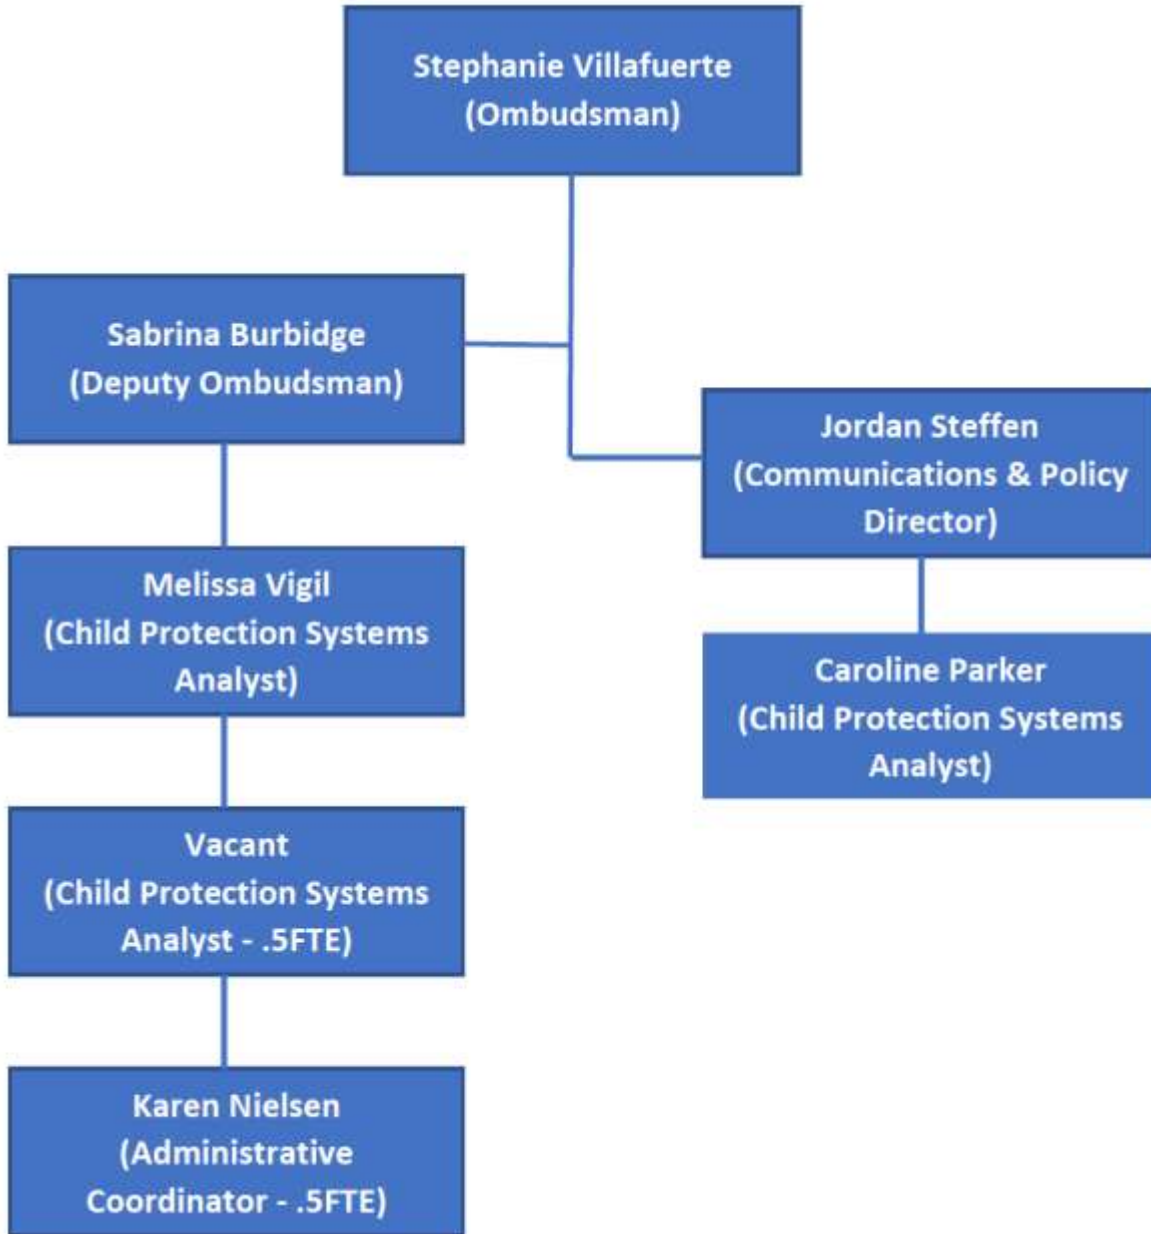 Stephanie Villafuerte
(Ombudsman)
Sabrina Burbidge
(Deputy Ombudsman)
Jordan Steffen
(Communications & Policy
Director)
Melissa Vigil
(Child Protection Systems
Analyst)
Caroline Parker
(Child Protection Systems
Analyst)
Vacant
(Child Protection Systems
Analyst - .5FTE)
Karen Nielsen
(Administrative
Coordinator - .5FTE)